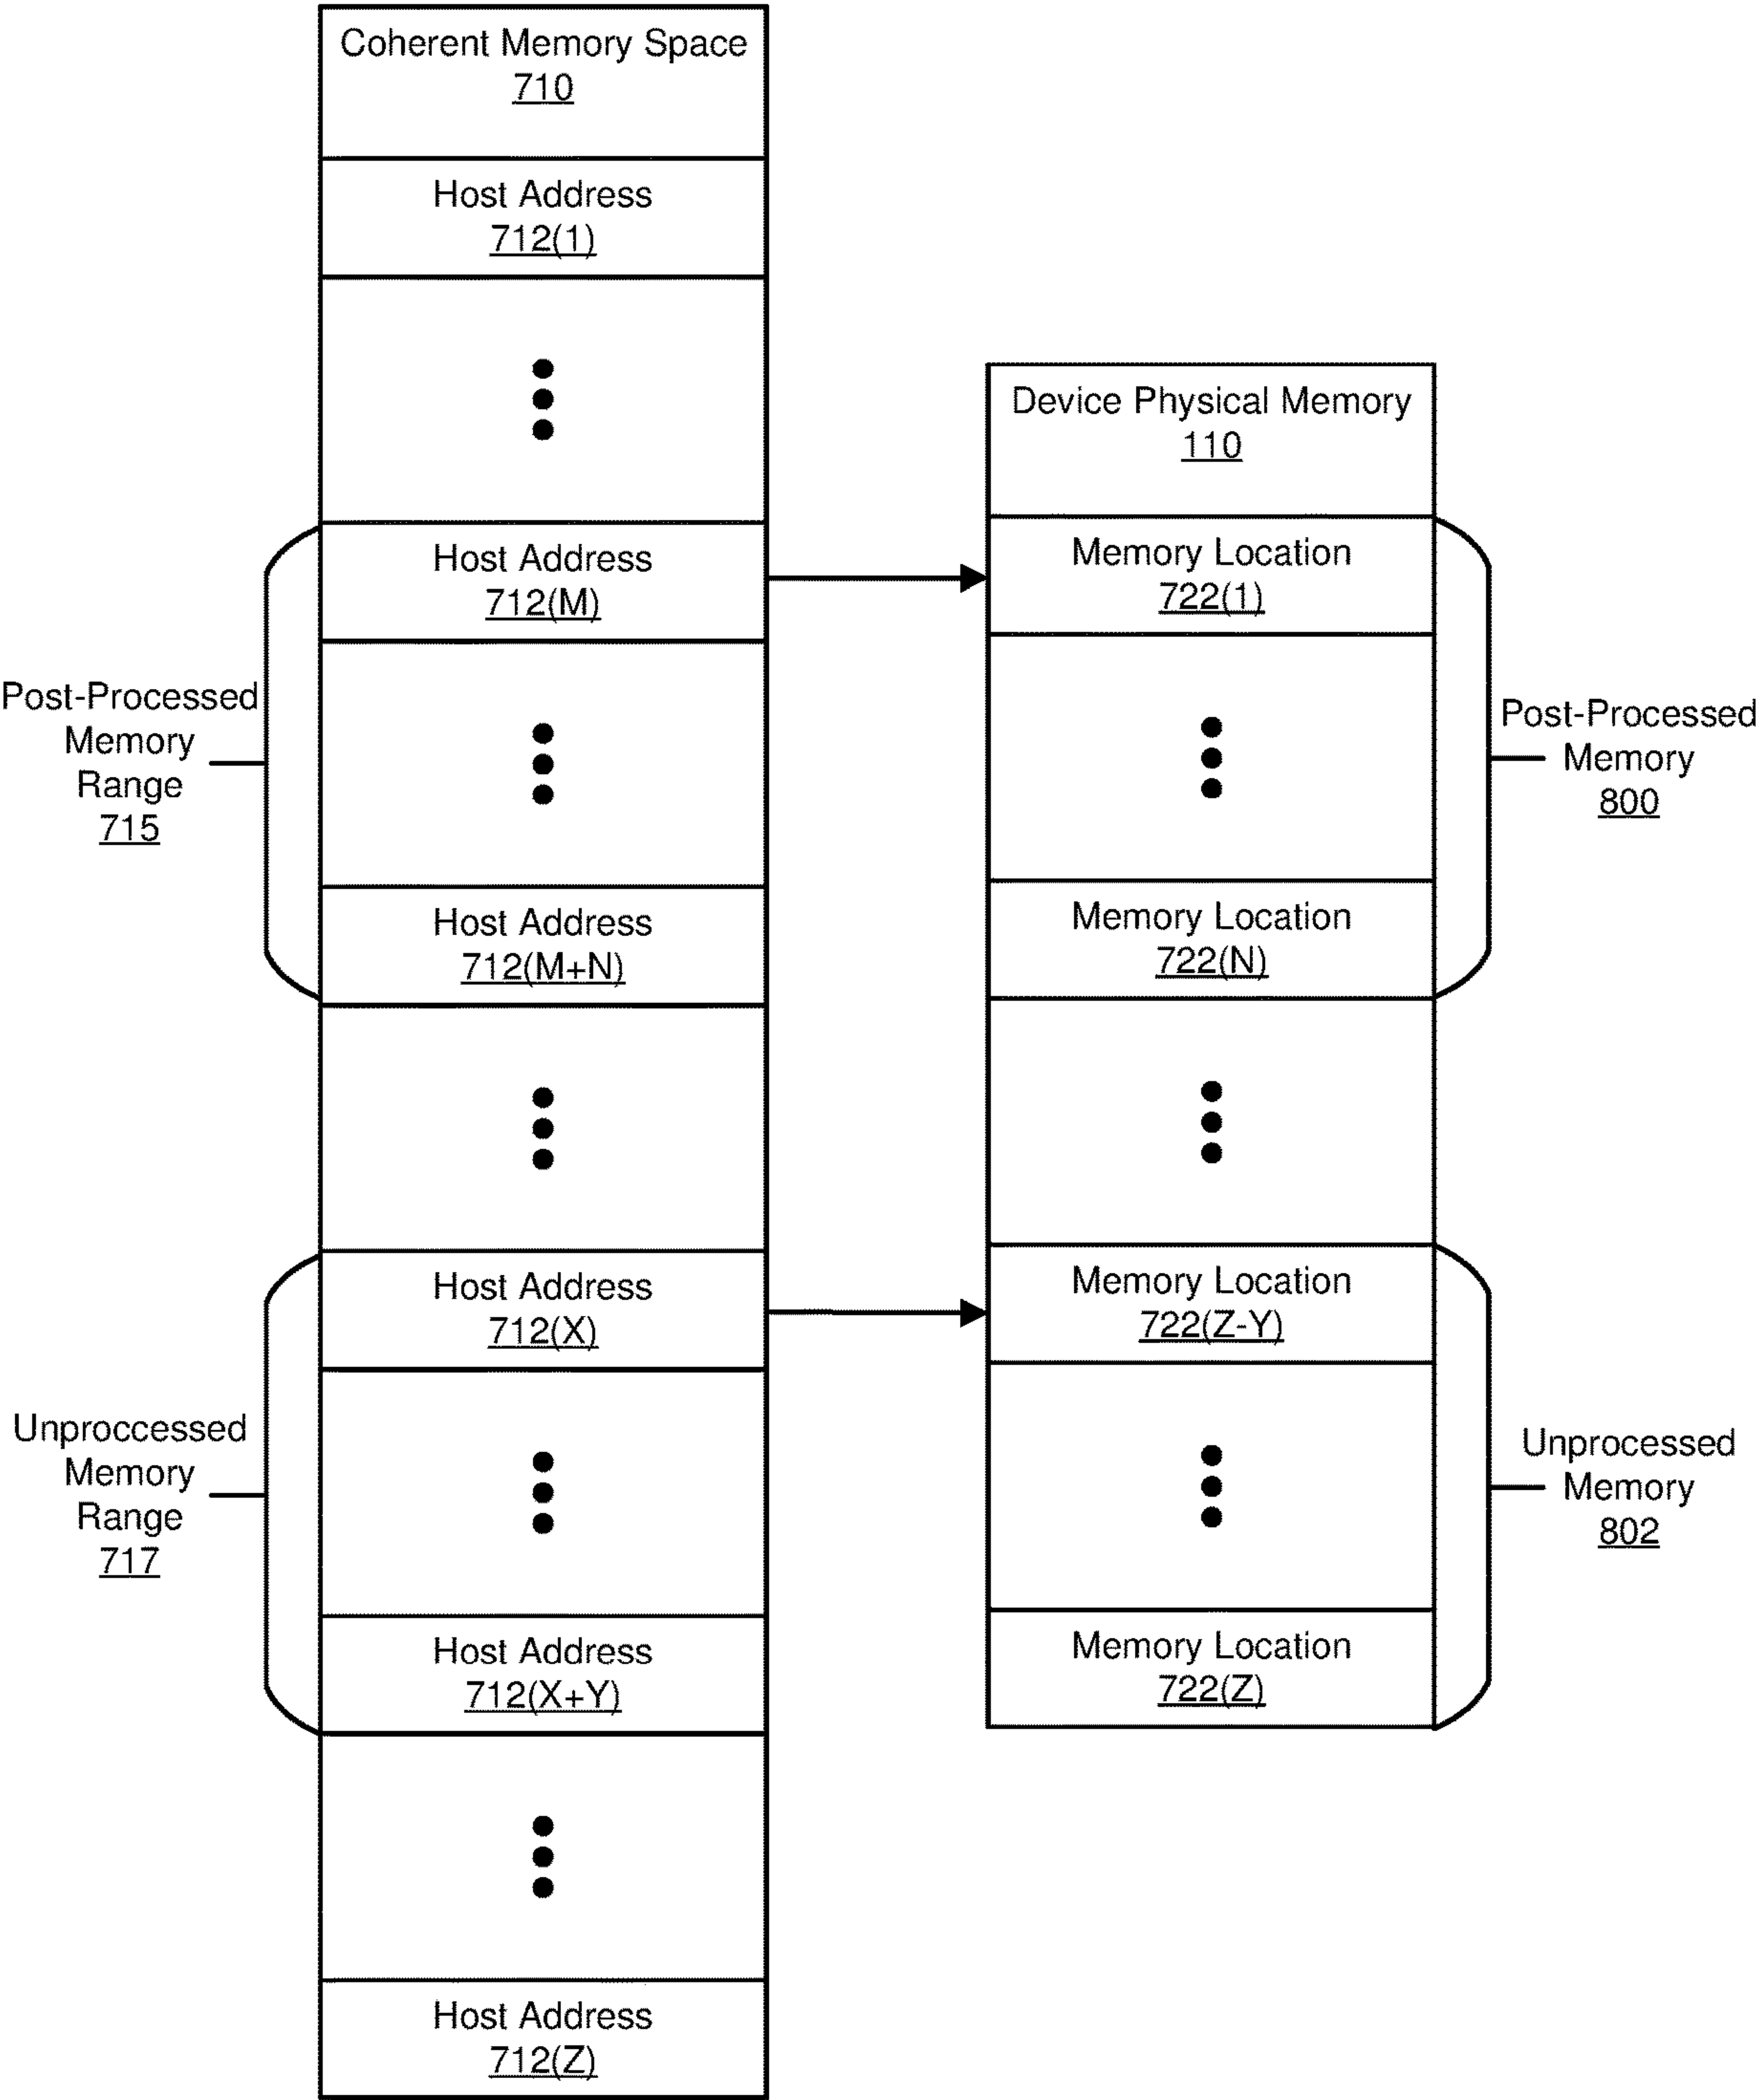 Coherent Memory Space
710
Host Address
712(1)
Host Address
712(M)
Post-Processed
Memory
Range
715
Host Address
712(M+N)
Host Address
712(X)
Unproccessed
Memory
Range
717
Host Address
712(X+Y)
Host Address
712(Z)
Device Physical Memory
110
Memory Location
722(1)
Post-Processed
Memory
800
Memory Location
722(N)
Memory Location
722(Z-Y)
Unprocessed
Memory
802
Memory Location
722(Z)